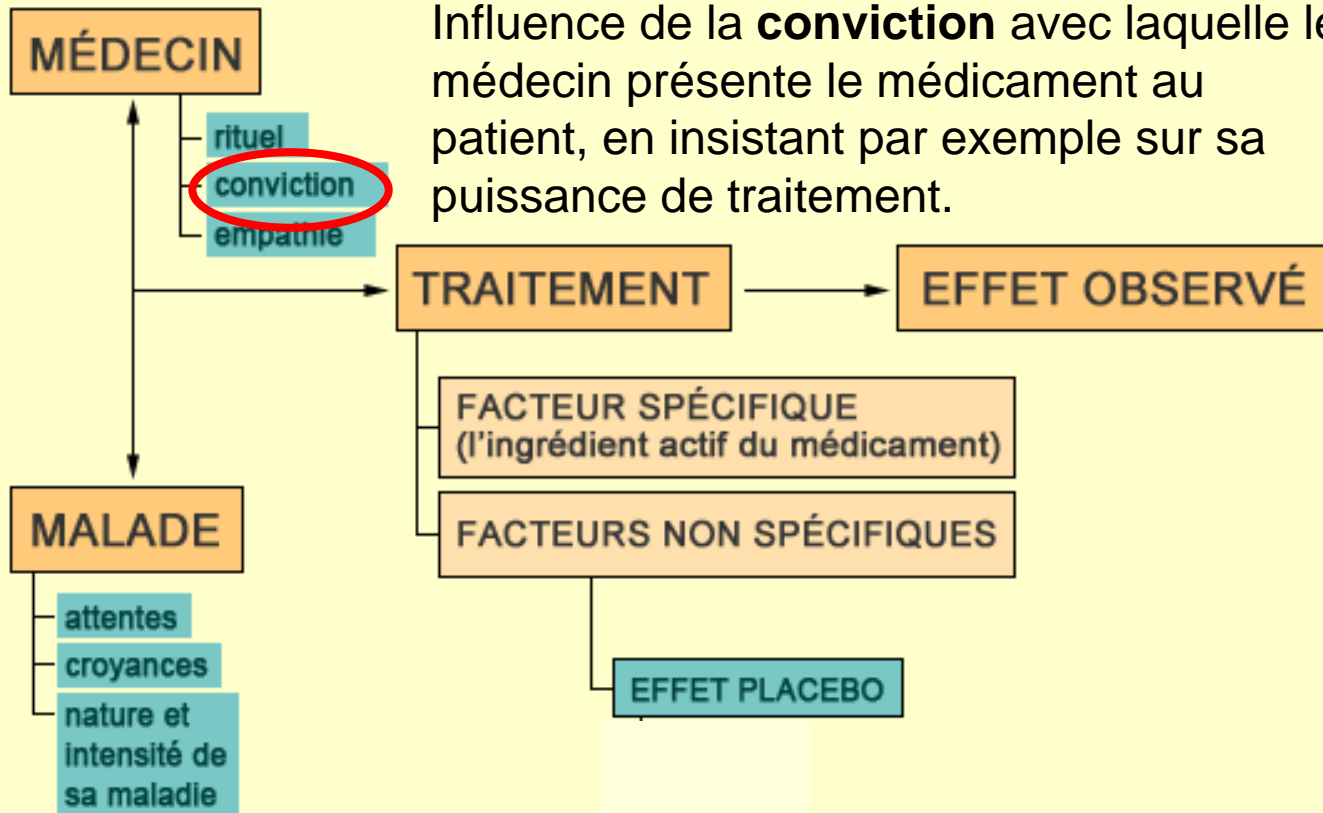 MÉDECIN
rituel
conviction
empathie
Influence de la conviction avec laquelle le
médecin présente le médicament au
patient, en insistant par exemple sur sa
puissance de traitement.
TRAITEMENT
EFFET OBSERVÉ
FACTEUR SPÉCIFIQUE
(l'ingrédient actif du médicament)
FACTEURS NON SPÉCIFIQUES
EFFET PLACEBO
MALADE
attentes
croyances
nature et
intensité de
sa maladie